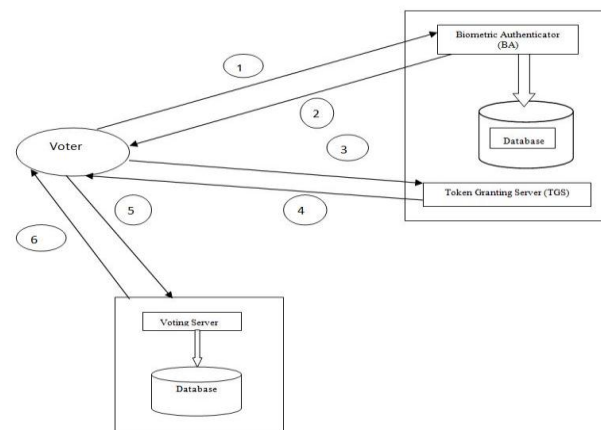 Biometric Authenticator
(BA)
1
2
Database
Voter
3
Token Granting Server (TGS)
4
5
6
Voting Server
Database